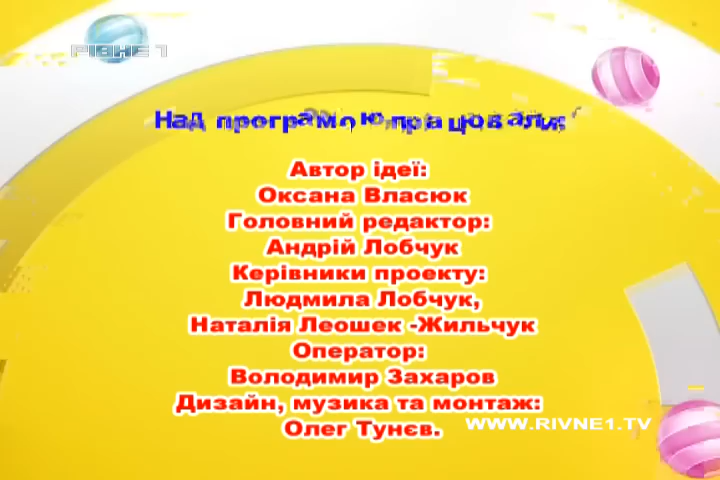 РІВНЕ 1
Над програмою працювали:
Автор ідеї:
Оксана Власюк
Головний редактор:
Андрій Лобчук
Керівники проекту:
Людмила Лобчук,
Наталія Леошек -Жильчук
Оператор:
Володимир Захаров
Дизайн, музика та монтаж:
Олег Тунєв.
WWW.RIVNE1.TV